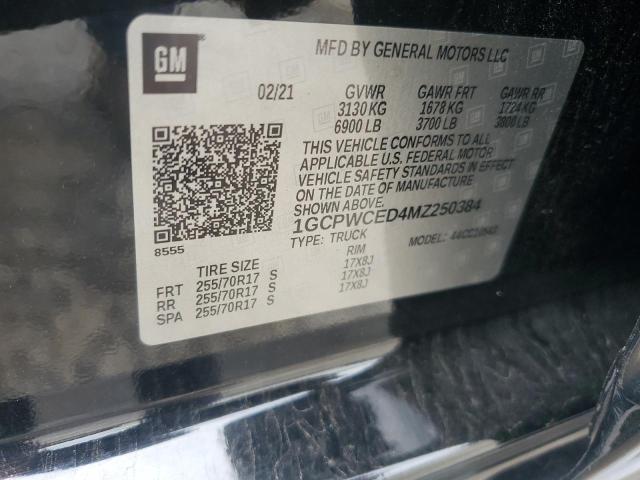 GM
MFD BY GENERAL MOTORS LLC
02/21 GVWR GAWR FRT GAWR RR
3130 KG 1678 KG 1724 KG
6900 LB 3700 LB 3800 LB
THIS VEHICLE CONFORMS TO ALL
APPLICABLE U.S. FEDERAL MOTOR
VEHICLE SAFETY STANDARDS IN EFFECT
ON THE DATE OF MANUFACTURE
SHOWN ABOVE.
1GCPWCED4MZ250384
8555
TYPE: TRUCK MODEL:
TIRE SIZE RIM
FRT 255/70R17 S 17X8J
RR 255/70R17 S 17X8J
SPA 255/70R17 S 17X8J